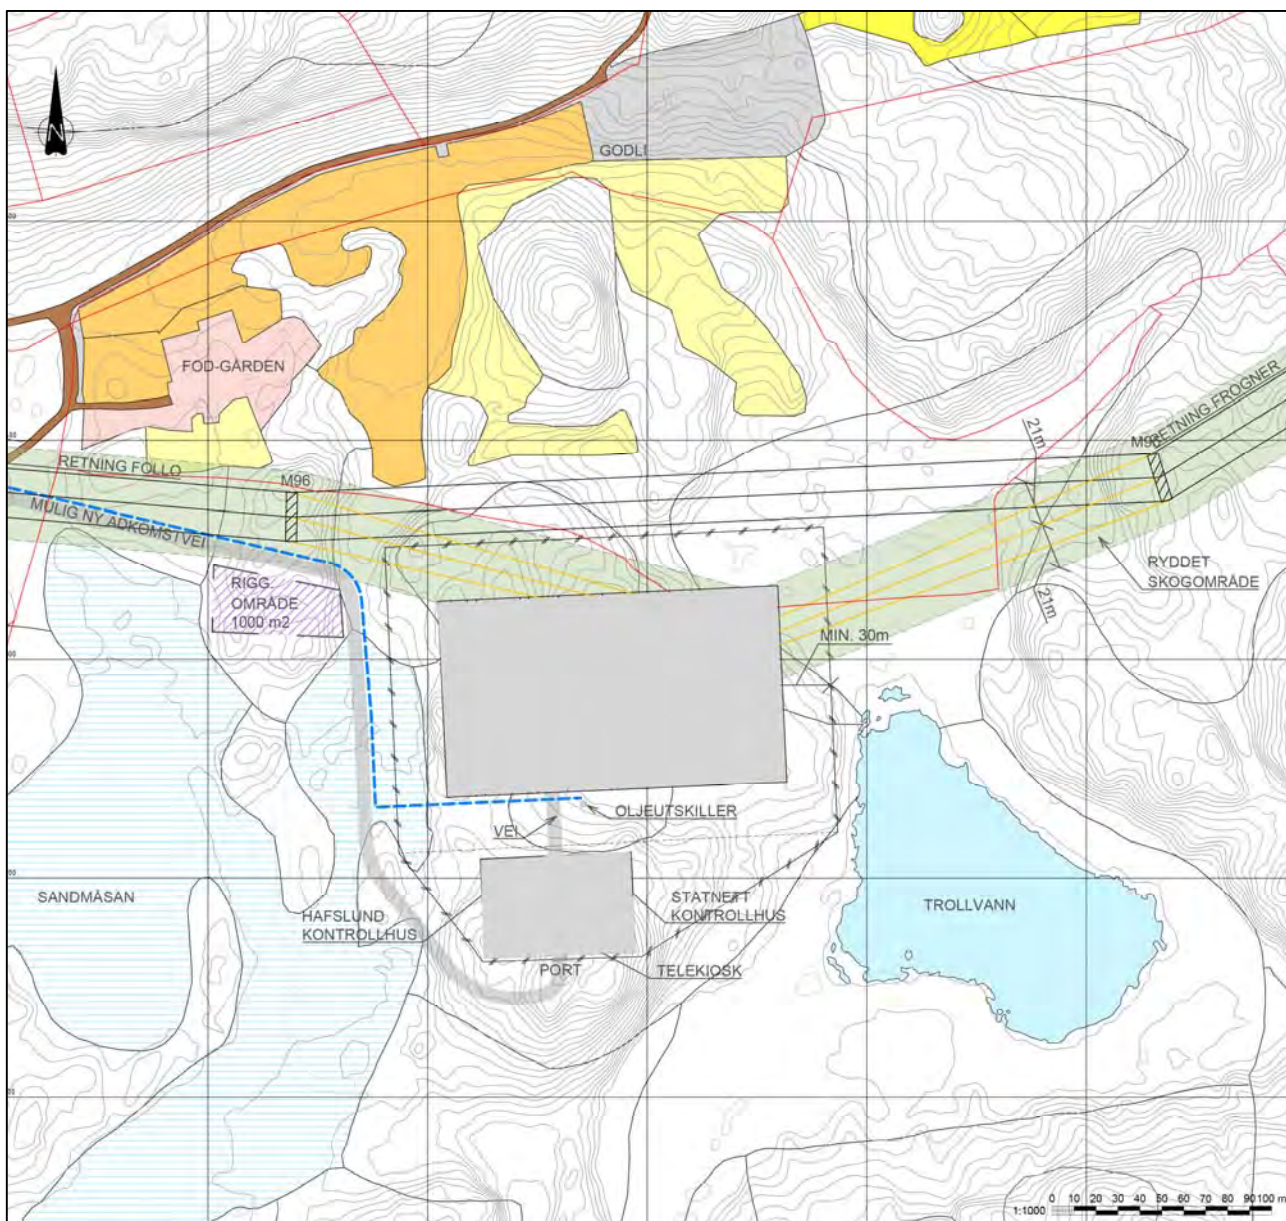 N
GODLI
FOD-GÅRDEN
RETNING FROGNER
21m
RETNING FOLLO
M96
MULIG NY ADKOMSTVEI
RIGG.
OMRÅDE
1000 m2
RYDDET
SKOGOMRÅDE
21m
MIN. 30m
OLJEUTSKILLER
VEI
SANDMÅSAN
HAFSLUND
KONTROLLHUS
STATNETT
KONTROLLHUS
TROLLVANN
PORT
TELEKIOSK
0 10 20 30 40 50 60 70 80 90 100 m
1:1000